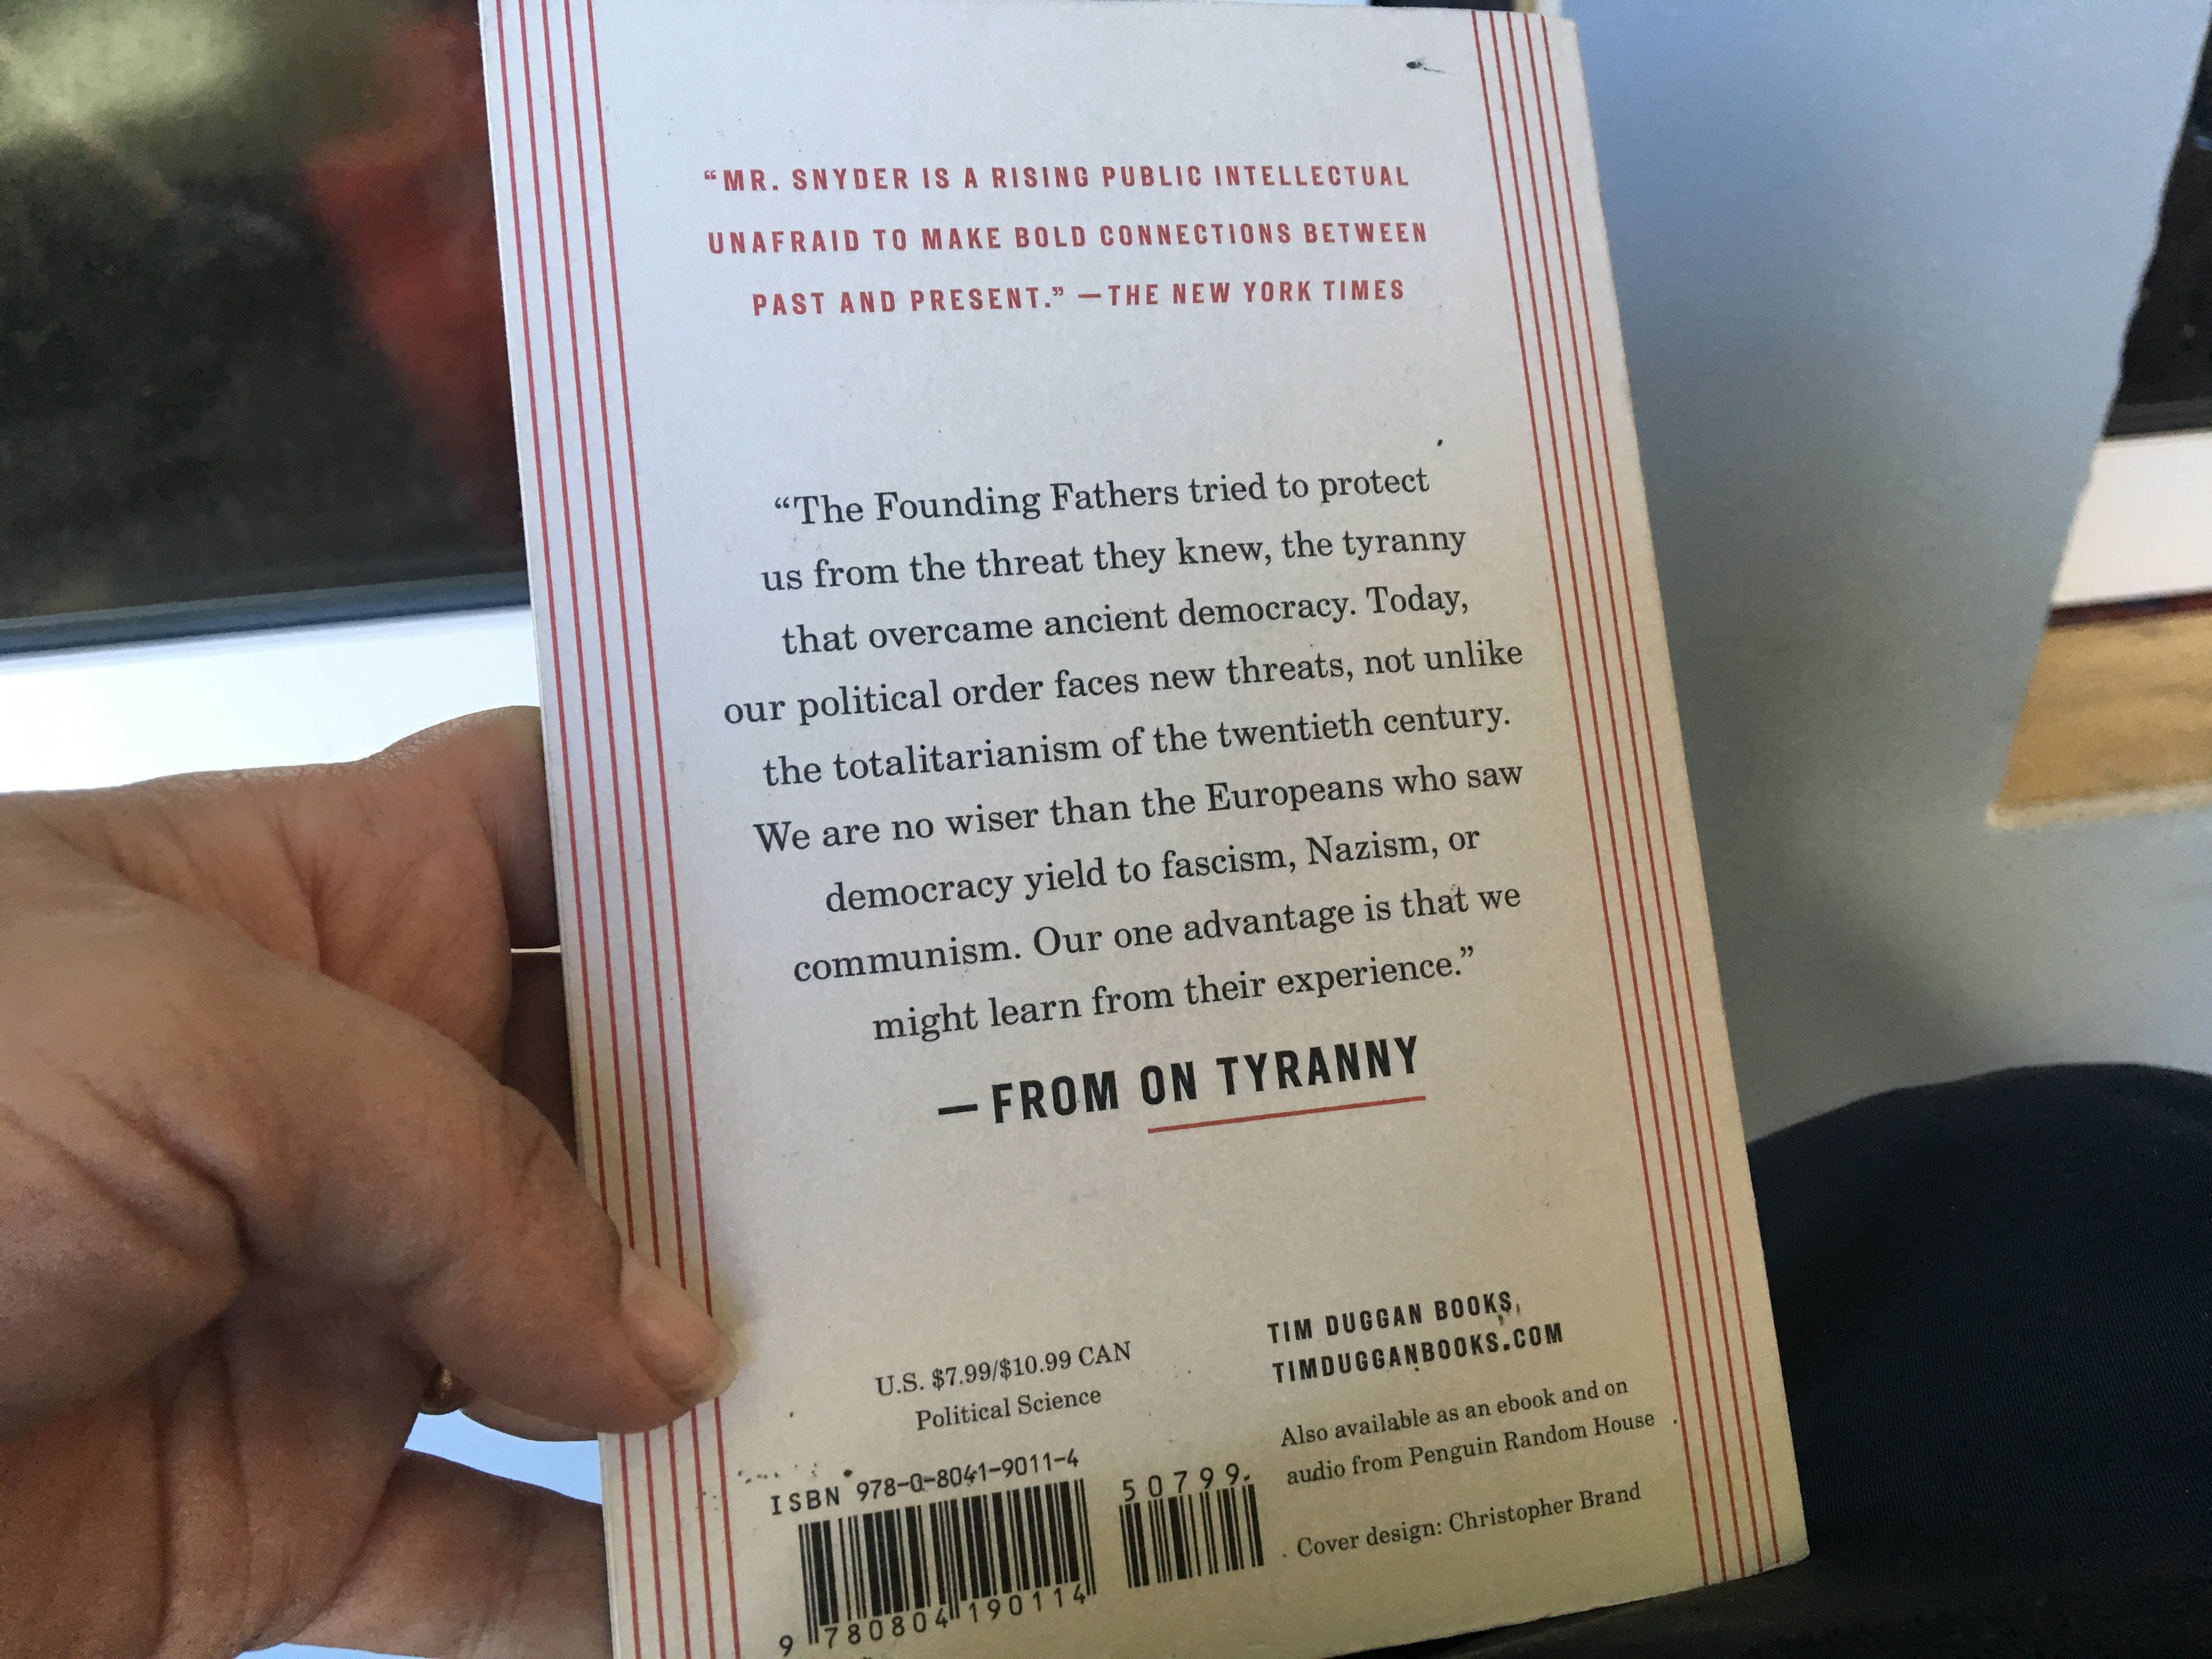 “MR. SNYDER IS A RISING PUBLIC INTELLECTUAL
UNAFRAID TO MAKE BOLD CONNECTIONS BETWEEN
PAST AND PRESENT.” —THE NEW YORK TIMES
“The Founding Fathers tried to protect
us from the threat they knew, the tyranny
that overcame ancient democracy. Today,
our political order faces new threats, not unlike
the totalitarianism of the twentieth century.
We are no wiser than the Europeans who saw
democracy yield to fascism, Nazism, or
communism. Our one advantage is that we
might learn from their experience.”
—FROM ON TYRANNY
U.S. $7.99/$10.99 CAN
Political Science
ISBN 978-0-8041-9011-4
50799
9 780804 190114
TIM DUGGAN BOOKS,
TIMDUGGANBOOKS.COM
Also available as an ebook and on
audio from Penguin Random House
Cover design: Christopher Brand